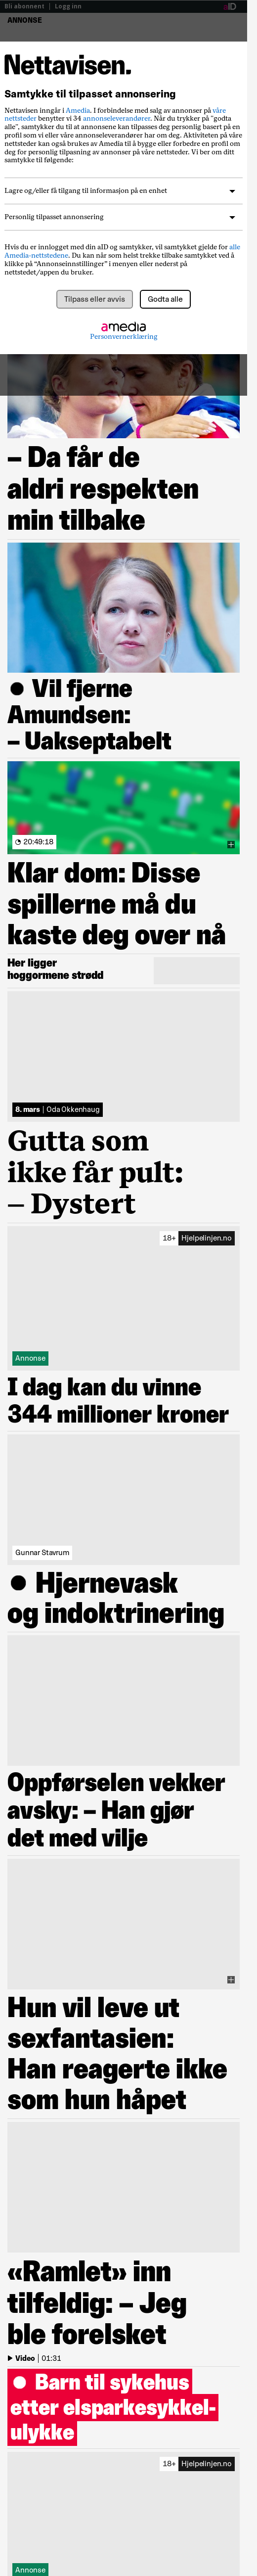 Bli abonnent | Logg inn
aID
ANNONSE
Nettavisen.
Samtykke til tilpasset annonsering
Nettavisen inngår i Amedia. I forbindelse med salg av annonser på våre
nettsteder benytter vi 34 annonseleverandører. Når du trykker på "godta
alle", samtykker du til at annonsene kan tilpasses deg personlig basert på en
profil som vi eller våre annonseleverandører har om deg. Aktiviteten på våre
nettsteder kan også brukes av Amedia til å bygge eller forbedre en profil om
deg for personlig tilpasning av annonser på våre nettsteder. Vi ber om ditt
samtykke til følgende:
Lagre og/eller få tilgang til informasjon på en enhet
Personlig tilpasset annonsering
Hvis du er innlogget med din aID og samtykker, vil samtykket gjelde for alle
Amedia-nettstedene. Du kan når som helst trekke tilbake samtykket ved å
klikke på "Annonseinnstillinger" i menyen eller nederst på
nettstedet/appen du bruker.
Tilpass eller avvis
Godta alle
amedia
Personvernerklæring
– Da får de
aldri respekten
min tilbake
● Vil fjerne
Amundsen:
– Uakseptabelt
20:49:18
Klar dom: Disse
spillerne må du
kaste deg over nå
Her ligger
hoggormene strødd
8. mars | Oda Okkenhaug
Gutta som
ikke får pult:
– Dystert
18+ Hjelpelinjen.no
Annonse
I dag kan du vinne
344 millioner kroner
Gunnar Stavrum
● Hjernevask
og indoktrinering
Oppførselen vekker
avsky: – Han gjør
det med vilje
Hun vil leve ut
sexfantasien:
Han reagerte ikke
som hun håpet
«Ramlet» inn
tilfeldig: – Jeg
ble forelsket
Video | 01:31
● Barn til sykehus
etter elsparkesykkel-
ulykke
18+ Hjelpelinjen.no
Annonse